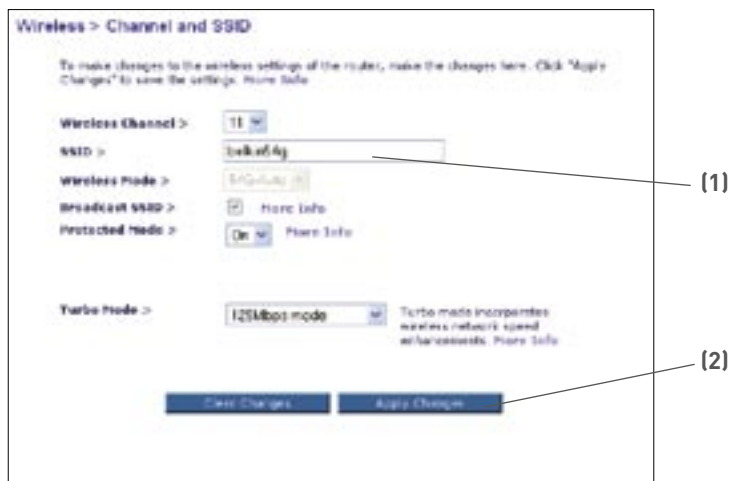 Wireless > Channel and SSID
To make changes to the wireless settings of the router, make the changes here. Click "Apply
Changes" to save the settings. More Info
Wireless Channel > 11
SSID > belkin54g
(1)
Wireless Mode >
Broadcast SSID > More Info
Protected Mode > On More Info
Turbo Mode > 125Mbps mode Turbo mode incorporates
wireless network speed
enhancements. More Info
(2)
Clear Changes Apply Changes